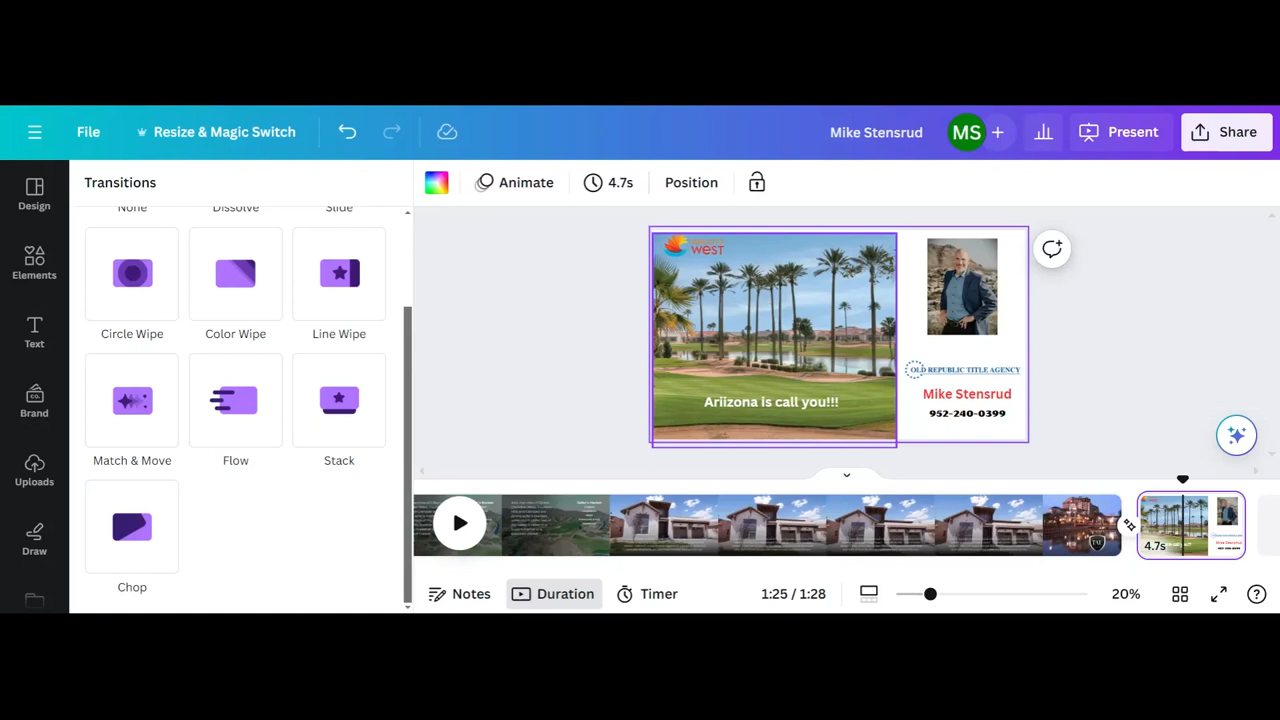 File
Resize & Magic Switch
Mike Stensrud
MS
Present
Share
Design
Elements
Text
Brand
CO.
Uploads
Draw
Transitions
None
Dissolve
Slide
Circle Wipe
Color Wipe
Line Wipe
Match & Move
Flow
Stack
Chop
Animate
4.7s
Position
west
Ariizona is call you!!!
OLD REPUBLIC TITLE AGENCY
Mike Stensrud
952-240-0399
4.7s
Notes
Duration
Timer
1:25 / 1:28
20%